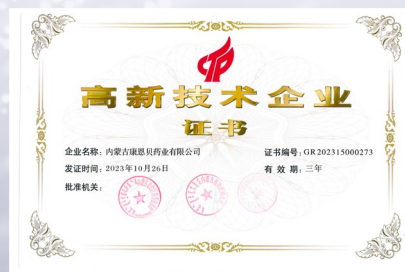 高新技术企业
证书
企业名称：内蒙古康恩贝药业有限公司 证书编号：GR202315000273
发证时间：2023年10月26日 有效期：三年
批准机关：